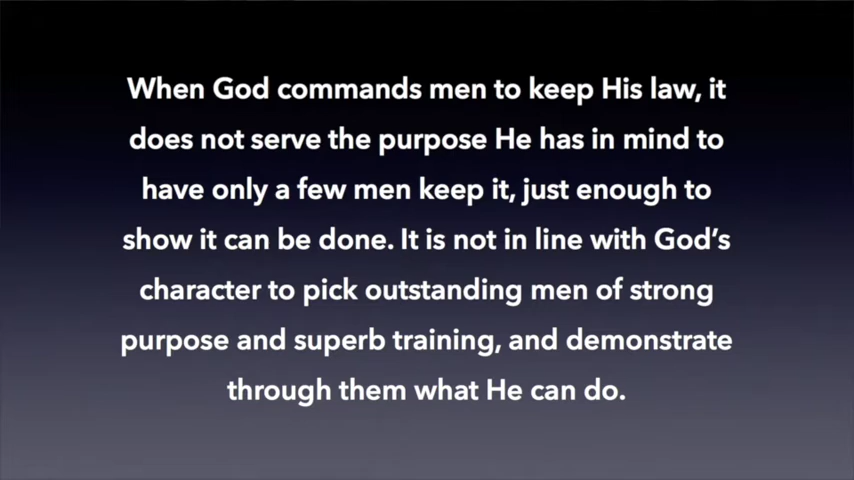 When God commands men to keep His law, it
does not serve the purpose He has in mind to
have only a few men keep it, just enough to
show it can be done. It is not in line with God’s
character to pick outstanding men of strong
purpose and superb training, and demonstrate
through them what He can do.